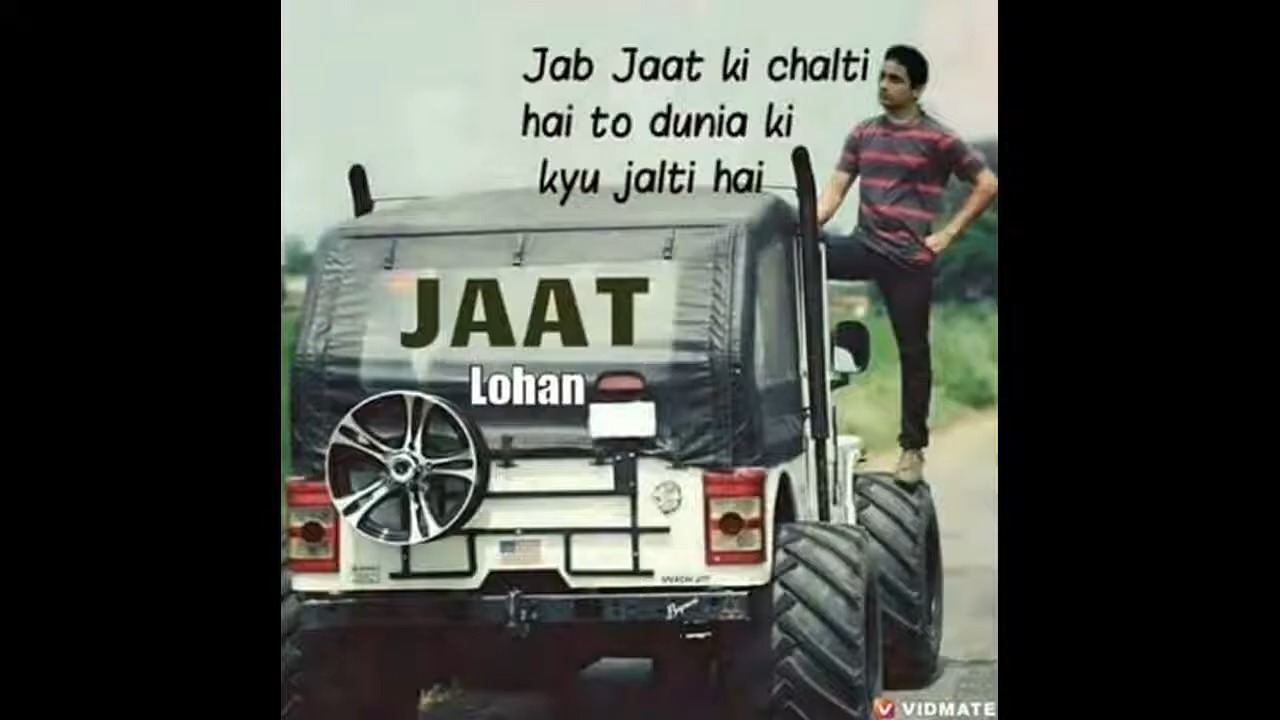 Jab Jaat ki chalti
hai to dunia ki
kyu jalti hai
JAAT
Lohan
VIDMATE